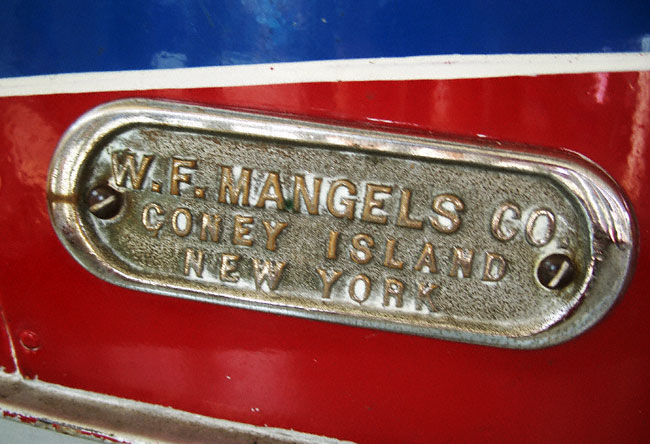 W.F. MANGELS CO.
CONEY ISLAND
NEW YORK